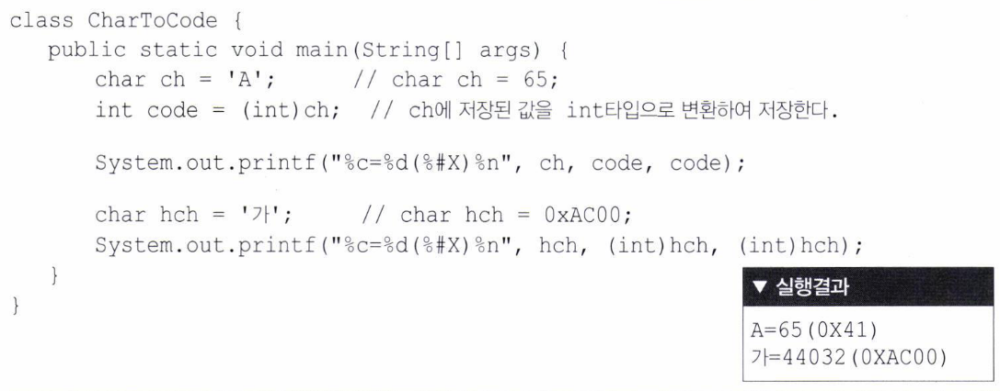 class CharToCode {
public static void main(String[] args) {
char ch = 'A'; // char ch = 65;
int code = (int)ch; // ch에 저장된 값을 int타입으로 변환하여 저장한다.
System.out.printf("%c=%d(%#X)%n", ch, code, code);
char hch = '가'; // char hch = 0xAC00;
System.out.printf("%c=%d(%#X)%n", hch, (int)hch, (int)hch);
}
}
▼ 실행결과
A=65(0X41)
가=44032(0XAC00)